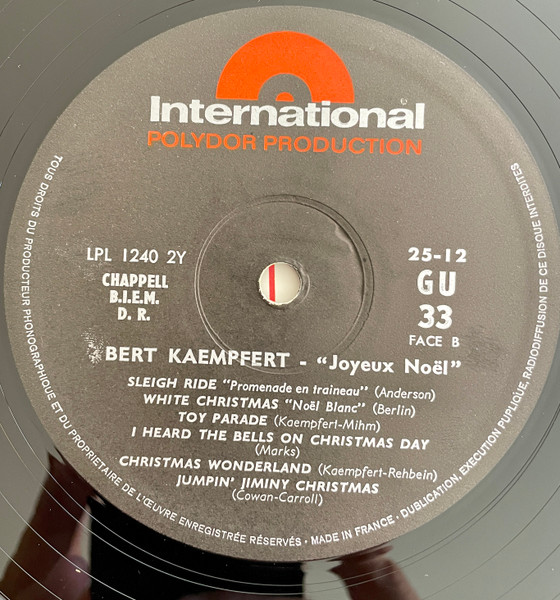 International
POLYDOR PRODUCTION
LPL 1240 2Y
CHAPPELL
B.I.E.M.
D. R.
25-12
GU
33
FACE B
BERT KAEMPFERT - “Joyeux Noël”
SLEIGH RIDE “Promenade en traineau” (Anderson)
WHITE CHRISTMAS “Noël Blanc” (Berlin)
TOY PARADE (Kaempfert-Mihm)
I HEARD THE BELLS ON CHRISTMAS DAY
(Marks)
CHRISTMAS WONDERLAND (Kaempfert-Rehbein)
JUMPIN' JIMINY CHRISTMAS
(Cowan-Carroll)
TOUS DROITS DU PRODUCTEUR PHONOGRAPHIQUE ET DU PROPRIETAIRE DE L'ŒUVRE ENREGISTRÉE RÉSERVÉS • MADE IN FRANCE • DUBLICATION, EXECUTION PUPLIQUE, RADIODIFFUSION DE CE DISQUE INTERDITES